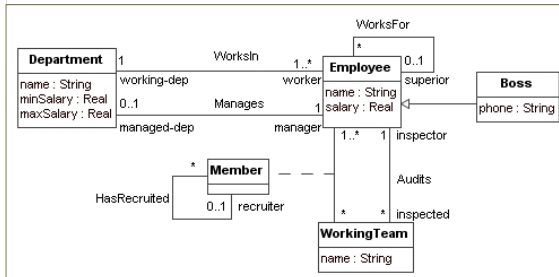 WorksFor
* 0..1
superior
Department
name : String
minSalary : Real
maxSalary : Real
1 WorksIn 1..*
working-dep worker
0..1 Manages 1
managed-dep manager
Employee
name : String
salary : Real
Boss
phone : String
1..* 1 inspector
Audits
* * inspected
Member
* HasRecruited
0..1 recruiter
WorkingTeam
name : String